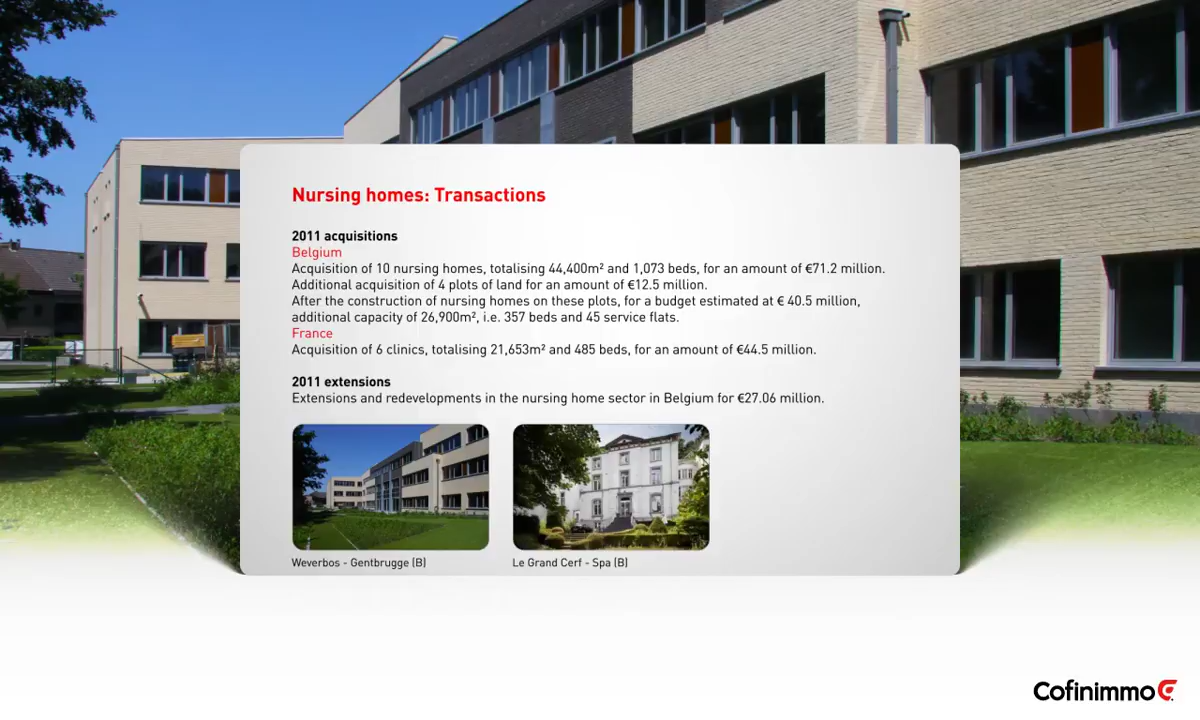 Nursing homes: Transactions
2011 acquisitions
Belgium
Acquisition of 10 nursing homes, totalising 44,400m² and 1,073 beds, for an amount of €71.2 million.
Additional acquisition of 4 plots of land for an amount of €12.5 million.
After the construction of nursing homes on these plots, for a budget estimated at € 40.5 million,
additional capacity of 26,900m², i.e. 357 beds and 45 service flats.
France
Acquisition of 6 clinics, totalising 21,653m² and 485 beds, for an amount of €44.5 million.
2011 extensions
Extensions and redevelopments in the nursing home sector in Belgium for €27.06 million.
Weverbos - Gentbrugge (B)
Le Grand Cerf - Spa (B)
Cofinimmo